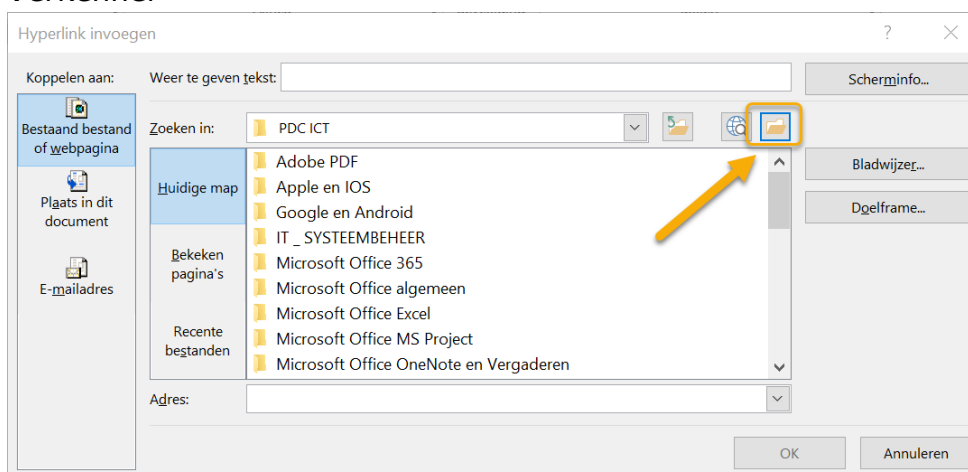 Hyperlink invoegen
Koppelen aan:
Weer te geven tekst:
Scherminfo...
Bestaand bestand
of webpagina
Zoeken in:
PDC ICT
Plaats in dit
document
E-mailadres
Huidige map
Bekeken
pagina's
Recente
bestanden
Adobe PDF
Apple en IOS
Google en Android
IT _ SYSTEEMBEHEER
Microsoft Office 365
Microsoft Office algemeen
Microsoft Office Excel
Microsoft Office MS Project
Microsoft Office OneNote en Vergaderen
Bladwijzer...
Doelframe...
Adres:
OK
Annuleren